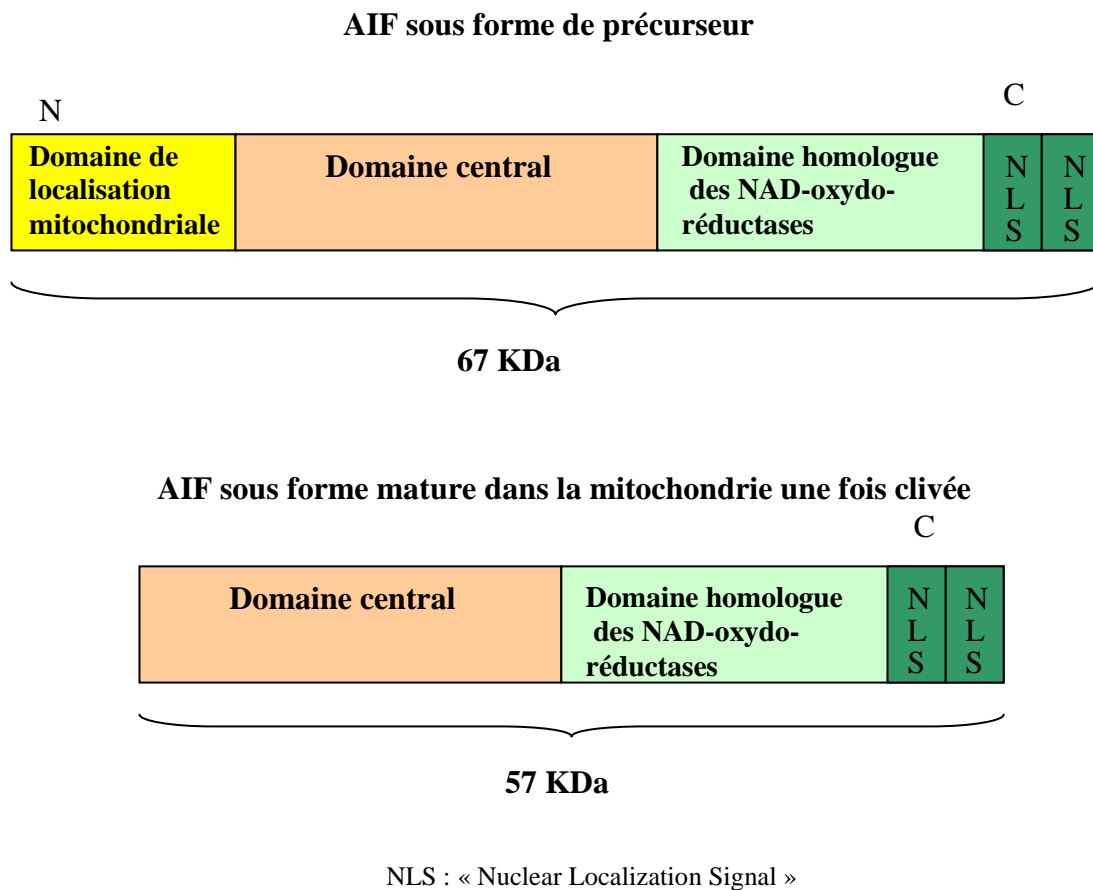 AIF sous forme de précurseur
N
C
Domaine de
localisation
mitochondriale
Domaine central
Domaine homologue
des NAD-oxydo-
réductases
N
L
S
N
L
S
67 KDa
AIF sous forme mature dans la mitochondrie une fois clivée
C
Domaine central
Domaine homologue
des NAD-oxydo-
réductases
N
L
S
N
L
S
57 KDa
NLS : « Nuclear Localization Signal »